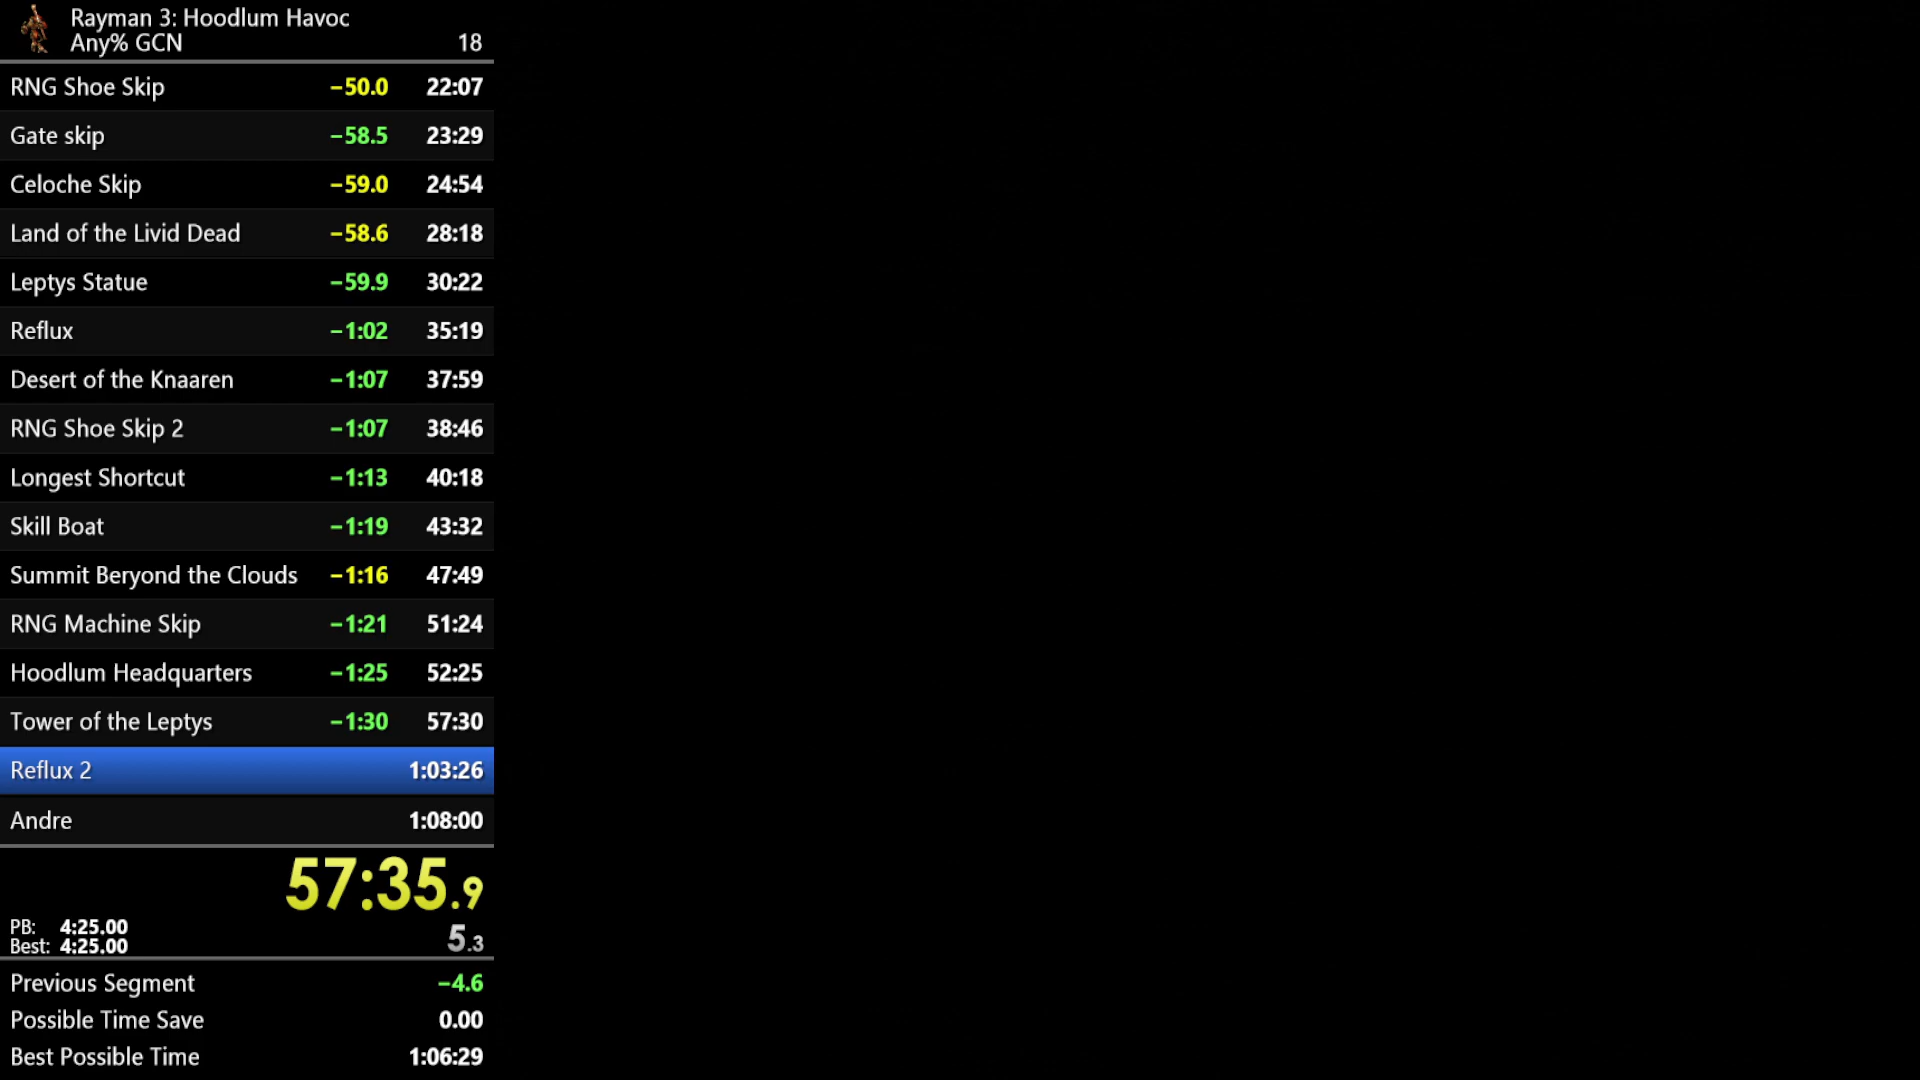 Rayman 3: Hoodlum Havoc
Any% GCN 18
RNG Shoe Skip −50.0 22:07
Gate skip −58.5 23:29
Celoche Skip −59.0 24:54
Land of the Livid Dead −58.6 28:18
Leptys Statue −59.9 30:22
Reflux −1:02 35:19
Desert of the Knaaren −1:07 37:59
RNG Shoe Skip 2 −1:07 38:46
Longest Shortcut −1:13 40:18
Skill Boat −1:19 43:32
Summit Beryond the Clouds −1:16 47:49
RNG Machine Skip −1:21 51:24
Hoodlum Headquarters −1:25 52:25
Tower of the Leptys −1:30 57:30
Reflux 2 1:03:26
Andre 1:08:00
57:35.9
PB: 4:25.00
Best: 4:25.00 5.3
Previous Segment −4.6
Possible Time Save 0.00
Best Possible Time 1:06:29